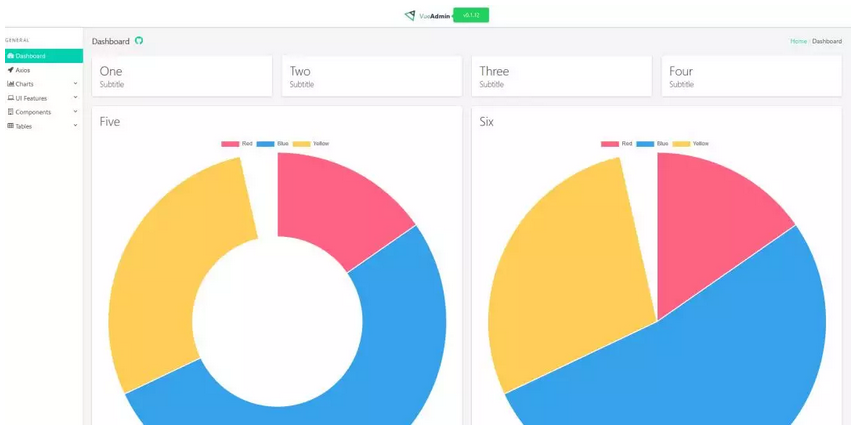 VueAdmin v0.1.12
GENERAL
Dashboard
Axios
Charts
UI Features
Components
Tables
Dashboard
Home Dashboard
One
Subtitle
Two
Subtitle
Three
Subtitle
Four
Subtitle
Five
Red Blue Yellow
Six
Red Blue Yellow